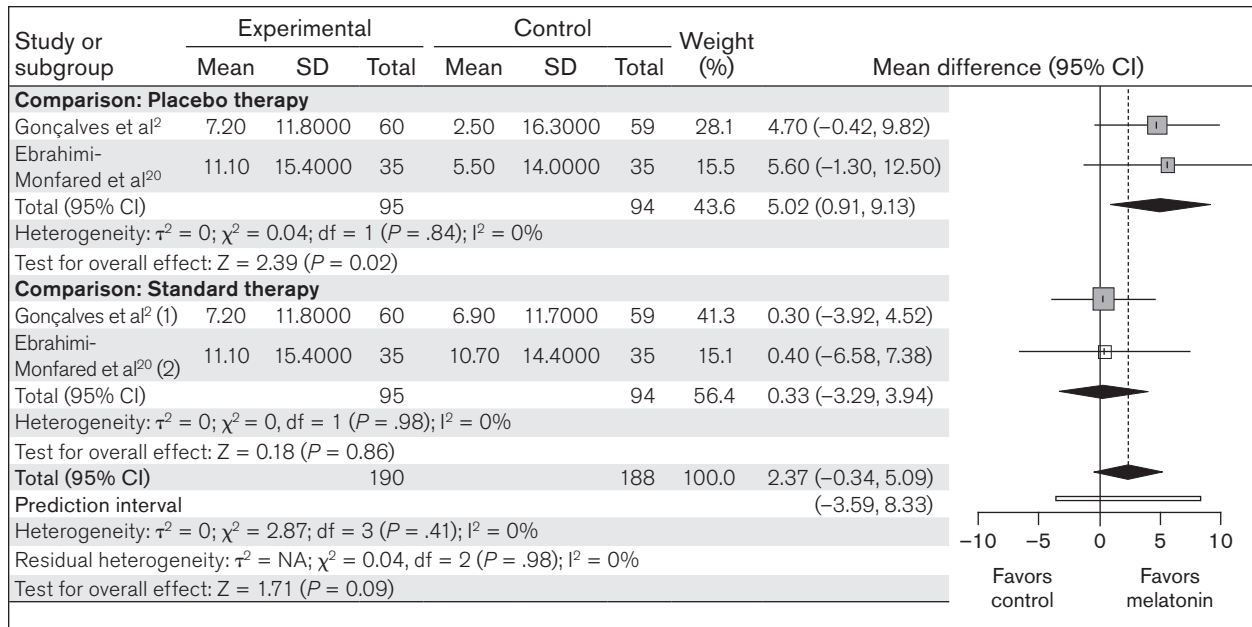 Study or subgroup Experimental Control Weight (%) Mean difference (95% CI)
Mean SD Total Mean SD Total
Comparison: Placebo therapy
Gonçalves et al² 7.20 11.8000 60 2.50 16.3000 59 28.1 4.70 (−0.42, 9.82)
Ebrahimi-
Monfared et al²⁰ 11.10 15.4000 35 5.50 14.0000 35 15.5 5.60 (−1.30, 12.50)
Total (95% CI) 95 94 43.6 5.02 (0.91, 9.13)
Heterogeneity: τ² = 0; χ² = 0.04; df = 1 (P = .84); I² = 0%
Test for overall effect: Z = 2.39 (P = 0.02)
Comparison: Standard therapy
Gonçalves et al² (1) 7.20 11.8000 60 6.90 11.7000 59 41.3 0.30 (−3.92, 4.52)
Ebrahimi-
Monfared et al²⁰ (2) 11.10 15.4000 35 10.70 14.4000 35 15.1 0.40 (−6.58, 7.38)
Total (95% CI) 95 94 56.4 0.33 (−3.29, 3.94)
Heterogeneity: τ² = 0; χ² = 0, df = 1 (P = .98); I² = 0%
Test for overall effect: Z = 0.18 (P = 0.86)
Total (95% CI) 190 188 100.0 2.37 (−0.34, 5.09)
Prediction interval (−3.59, 8.33)
Heterogeneity: τ² = 0; χ² = 2.87; df = 3 (P = .41); I² = 0%
Residual heterogeneity: τ² = NA; χ² = 0.04, df = 2 (P = .98); I² = 0%
Test for overall effect: Z = 1.71 (P = 0.09)
−10 −5 0 5 10
Favors control Favors melatonin